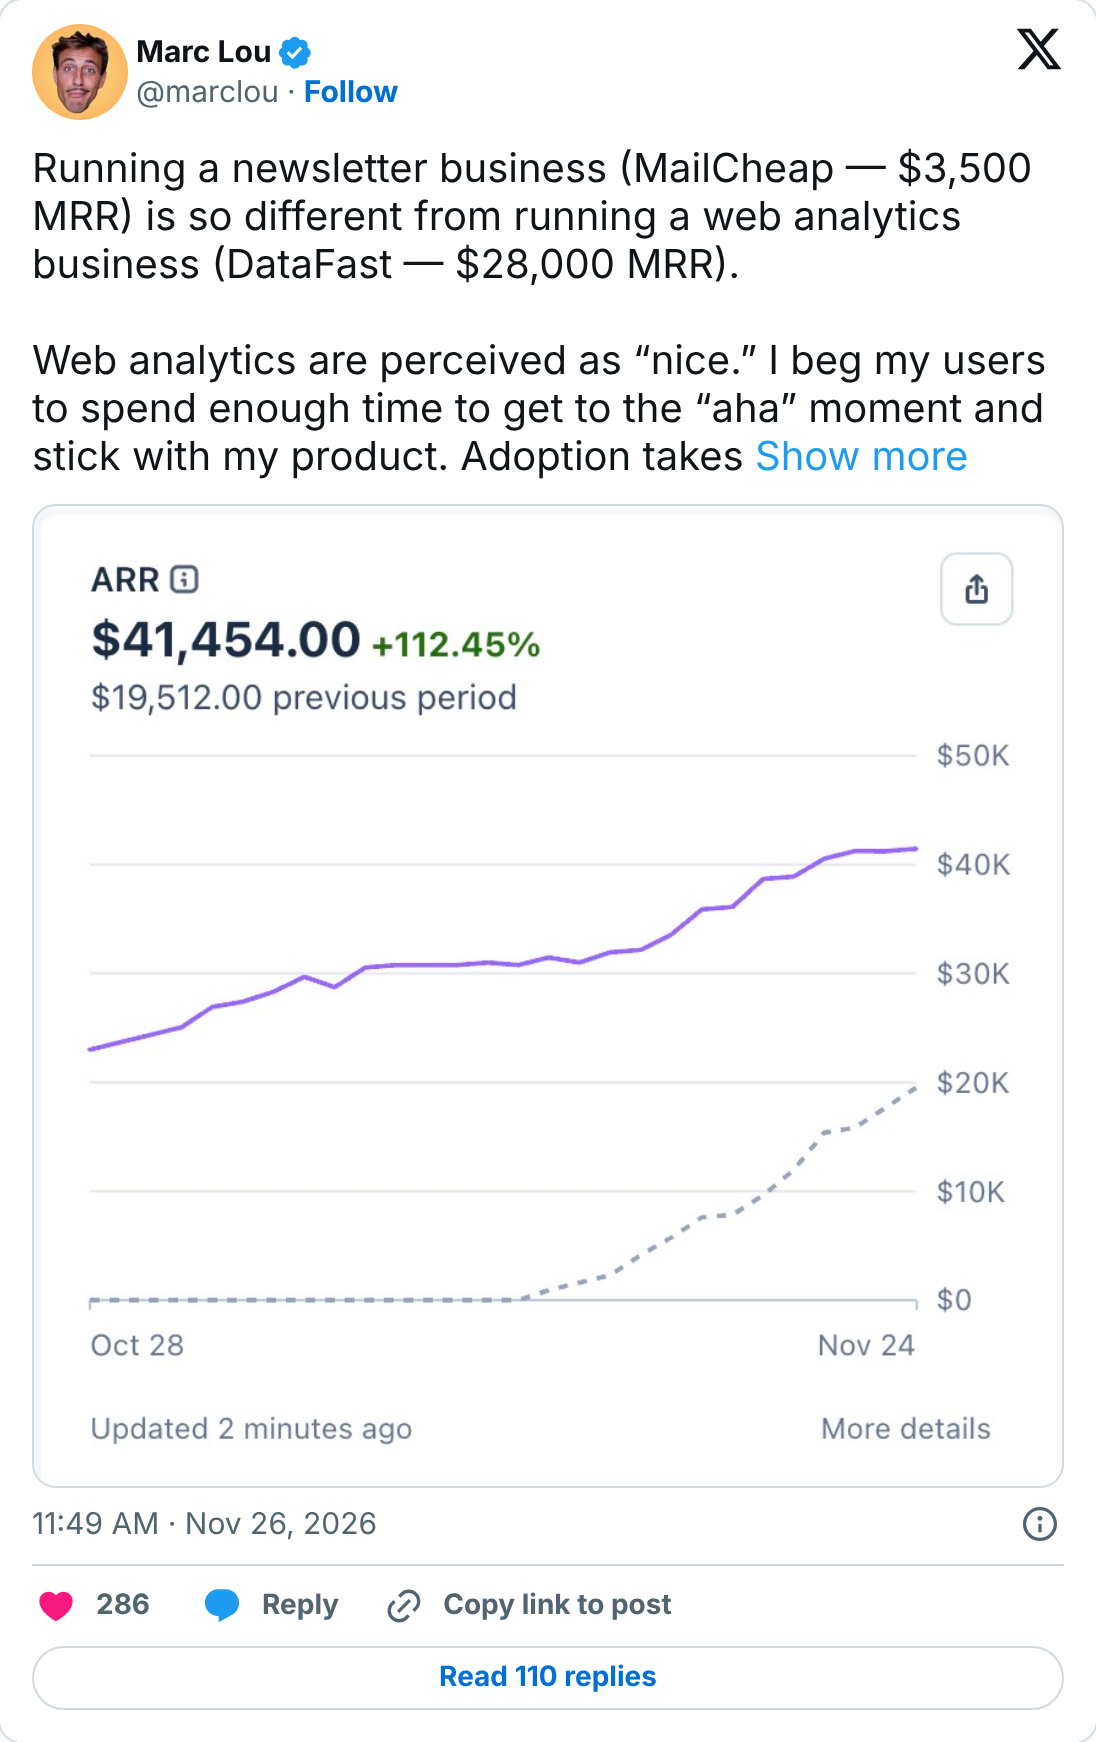 Marc Lou
@marclou · Follow
Running a newsletter business (MailCheap — $3,500
MRR) is so different from running a web analytics
business (DataFast — $28,000 MRR).
Web analytics are perceived as “nice.” I beg my users
to spend enough time to get to the “aha” moment and
stick with my product. Adoption takes Show more
ARR
$41,454.00 +112.45%
$19,512.00 previous period
$50K
$40K
$30K
$20K
$10K
$0
Oct 28 Nov 24
Updated 2 minutes ago More details
11:49 AM · Nov 26, 2026
286 Reply Copy link to post
Read 110 replies